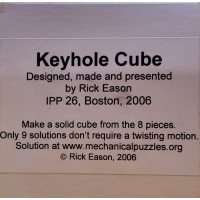 Keyhole Cube
Designed, made and presented
by Rick Eason
IPP 26, Boston, 2006
Make a solid cube from the 8 pieces.
Only 9 solutions don't require a twisting motion.
Solution at www.mechanicalpuzzles.org
© Rick Eason, 2006